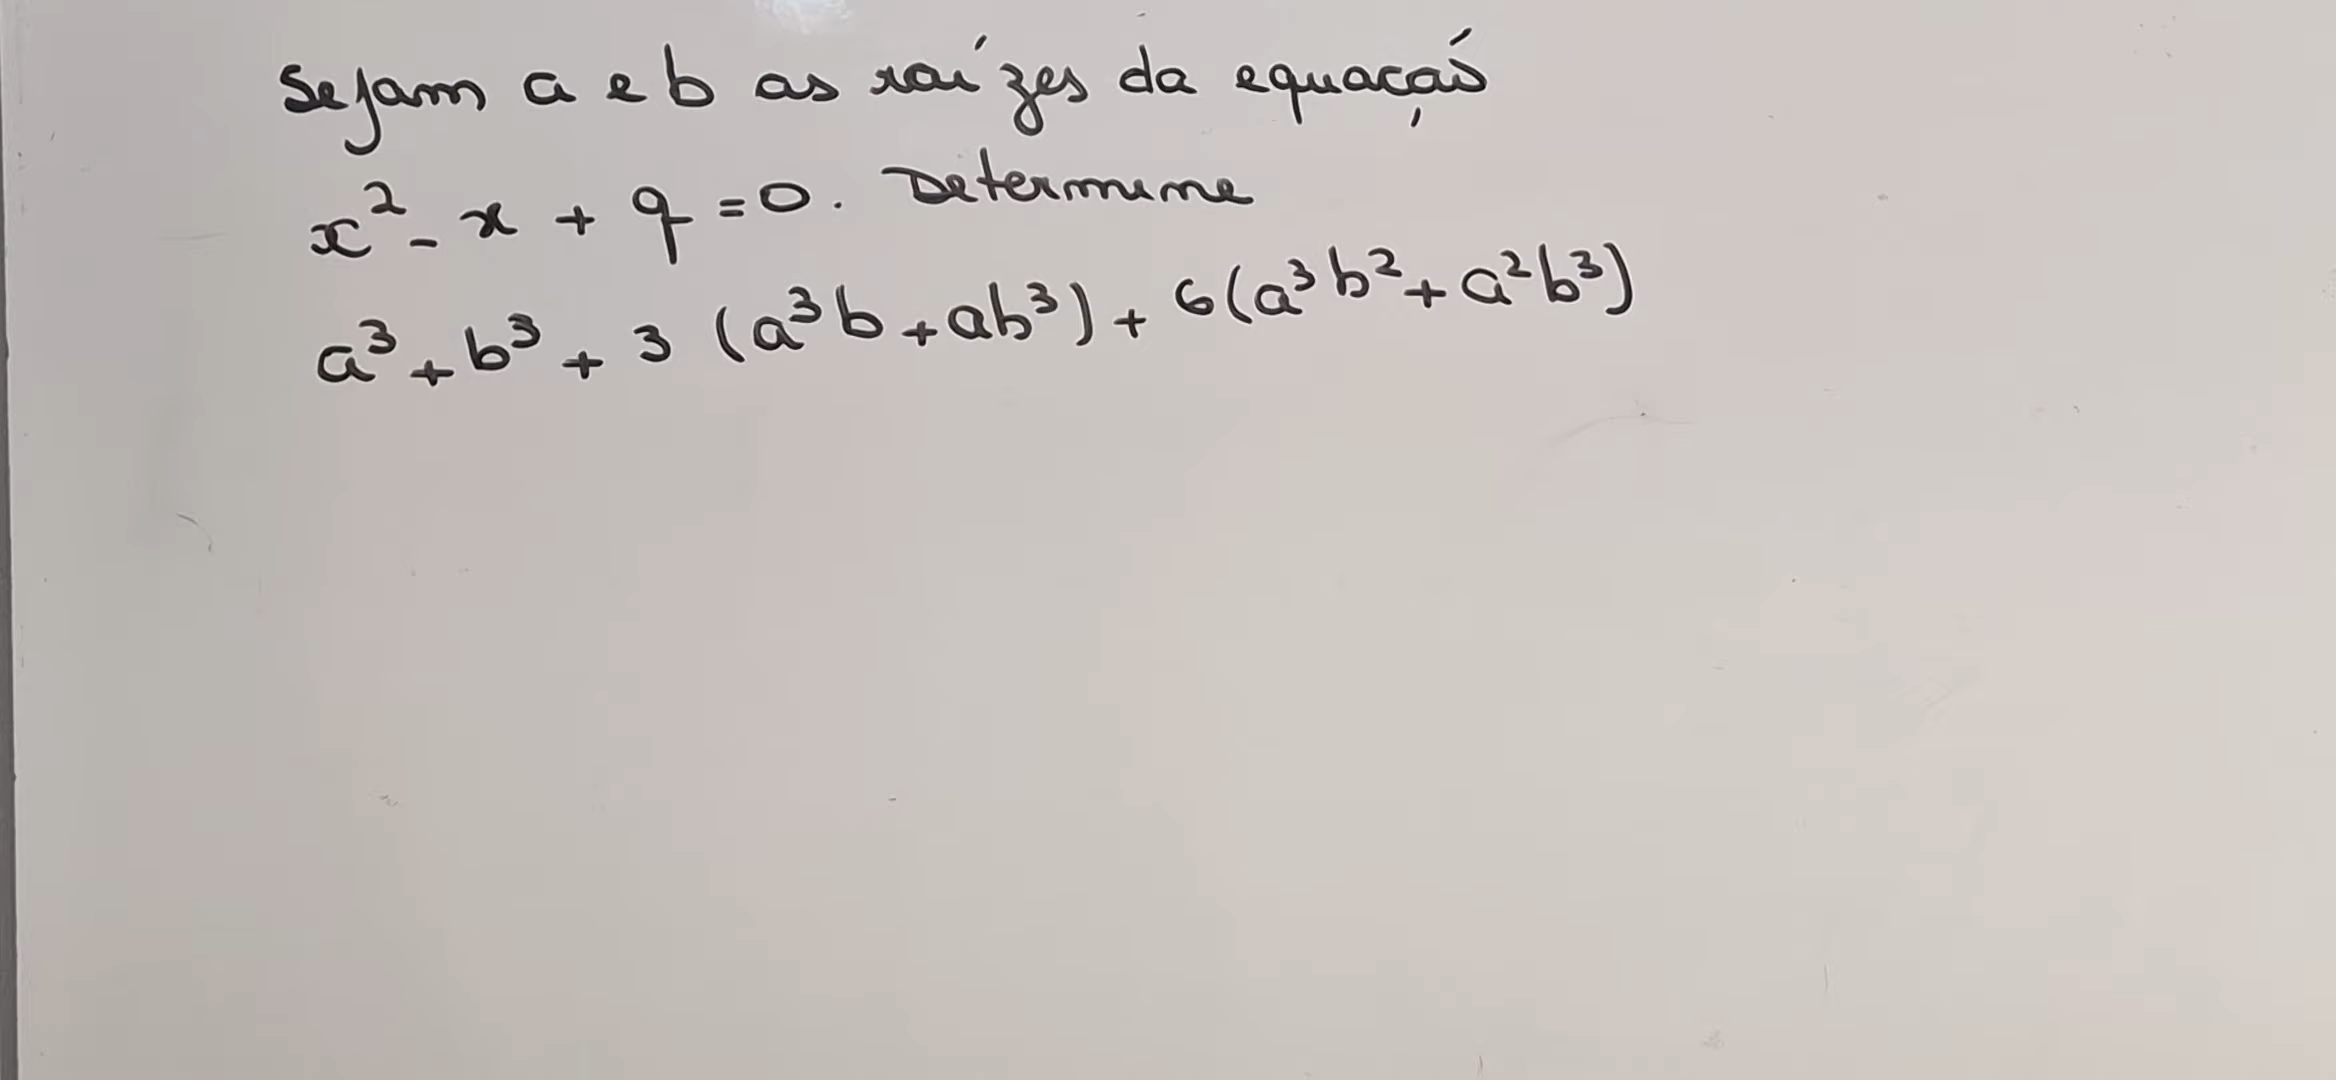 Sejam a e b as raízes da equação
x² - x + q = 0. Determine
a³ + b³ + 3 (a³b + ab³) + 6(a³b² + a²b³)